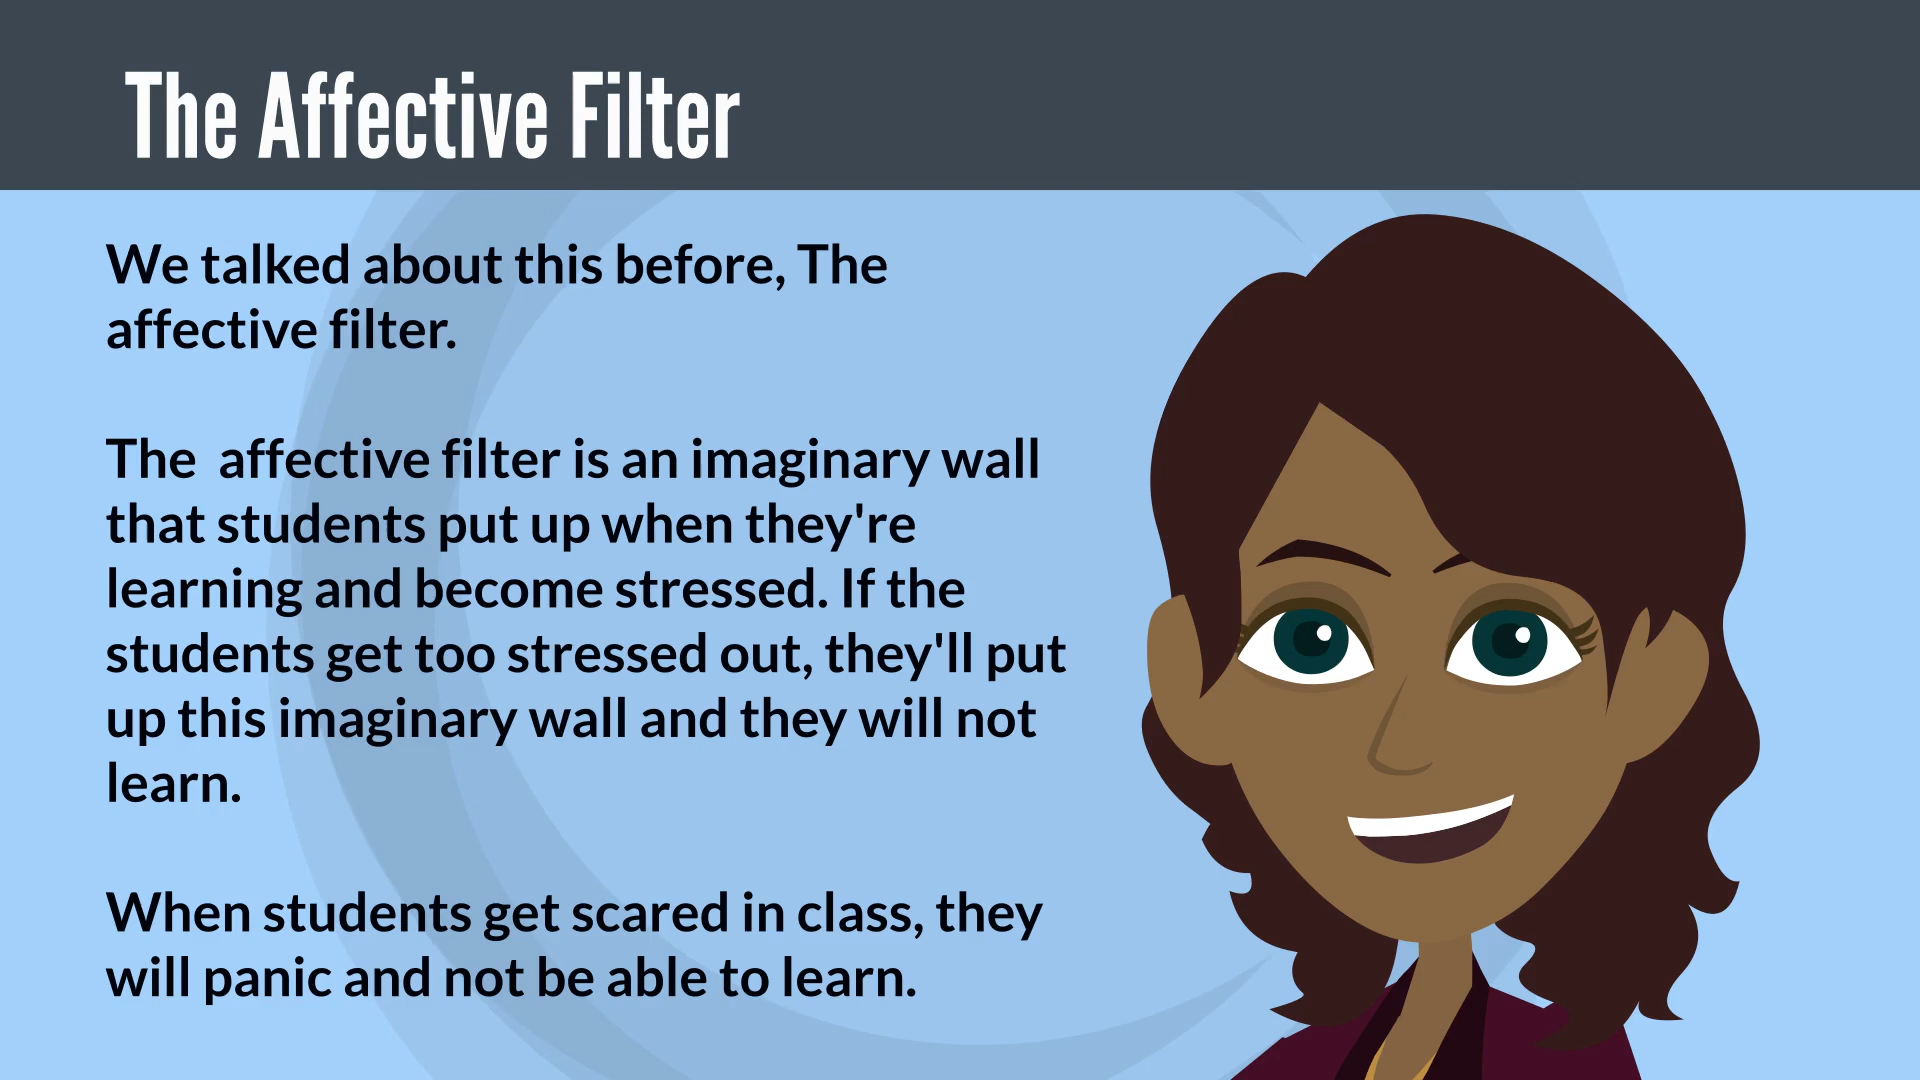 The Affective Filter
We talked about this before, The
affective filter.
The  affective filter is an imaginary wall
that students put up when they're
learning and become stressed. If the
students get too stressed out, they'll put
up this imaginary wall and they will not
learn.
When students get scared in class, they
will panic and not be able to learn.